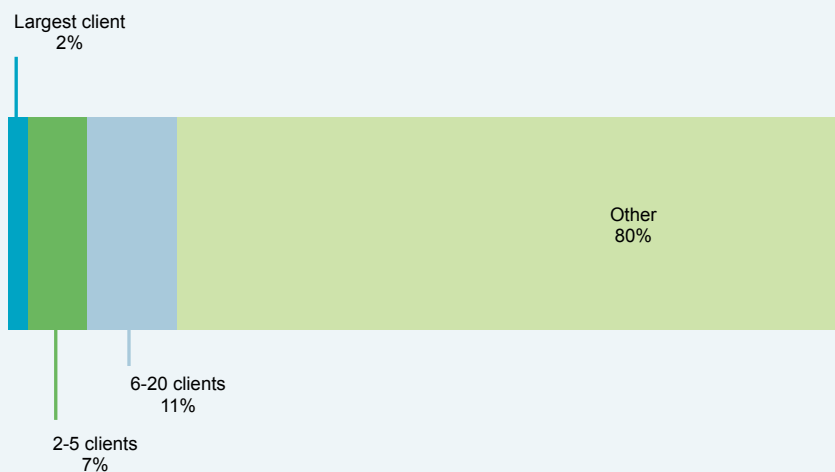 Largest client
2%
Other
80%
6-20 clients
11%
2-5 clients
7%